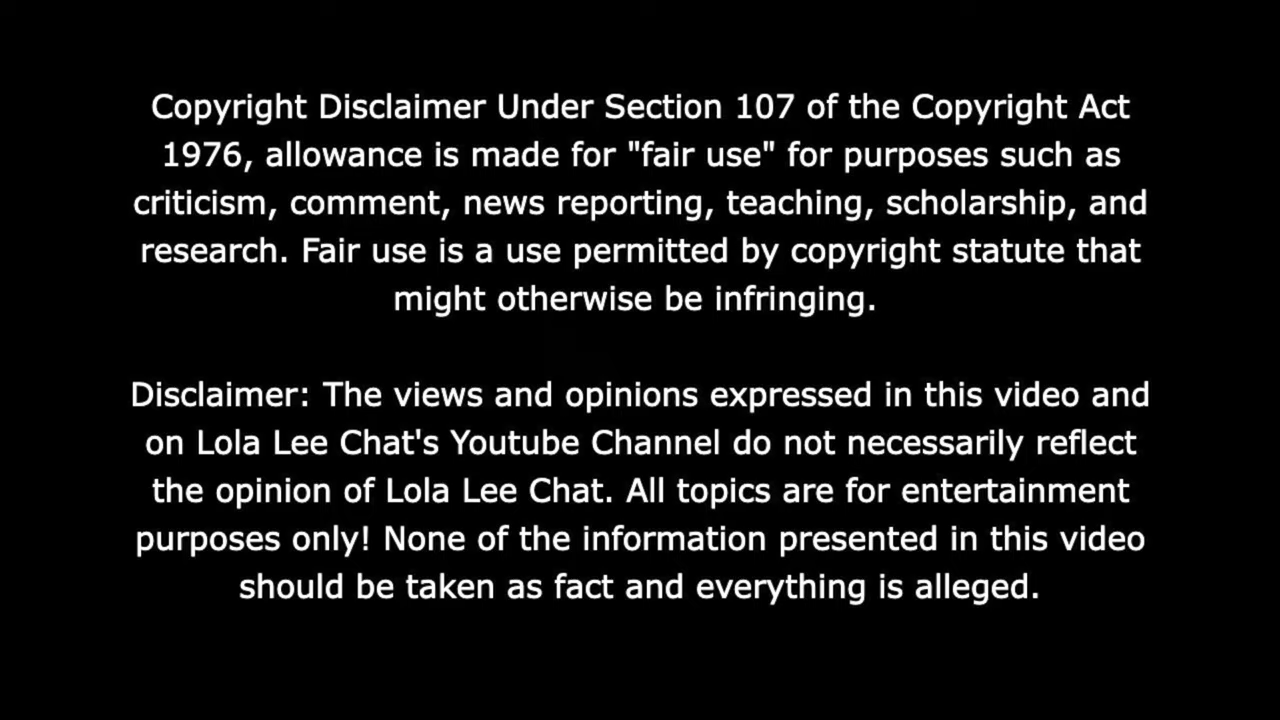 Copyright Disclaimer Under Section 107 of the Copyright Act
1976, allowance is made for "fair use" for purposes such as
criticism, comment, news reporting, teaching, scholarship, and
research. Fair use is a use permitted by copyright statute that
might otherwise be infringing.
Disclaimer: The views and opinions expressed in this video and
on Lola Lee Chat's Youtube Channel do not necessarily reflect
the opinion of Lola Lee Chat. All topics are for entertainment
purposes only! None of the information presented in this video
should be taken as fact and everything is alleged.